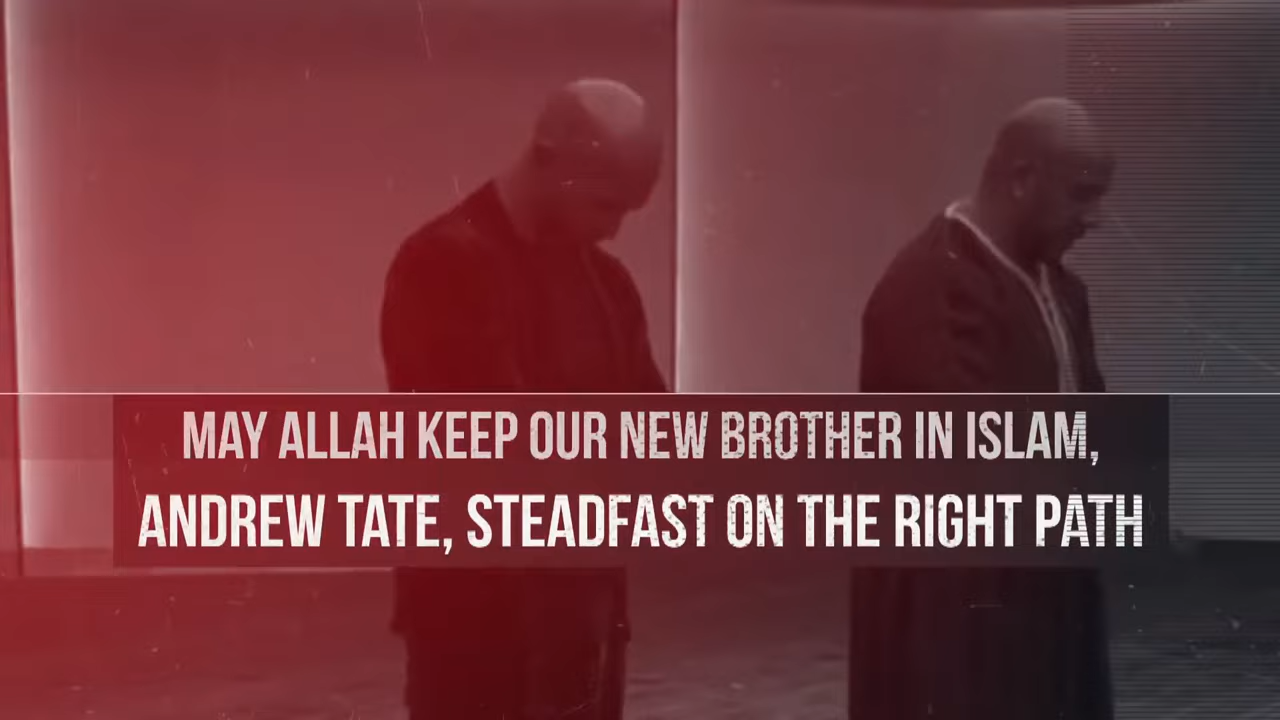 MAY ALLAH KEEP OUR NEW BROTHER IN ISLAM,
ANDREW TATE, STEADFAST ON THE RIGHT PATH